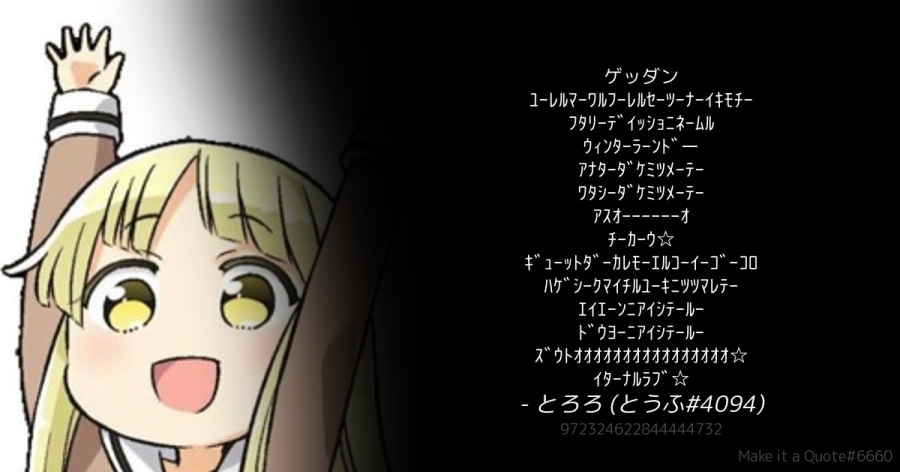 ゲッダン
ﾕｰﾚﾙﾏｰﾜﾙﾌｰﾚﾙｾｰﾂｰﾅｰｲｷﾓﾁｰ
ﾌﾀﾘｰﾃﾞｲｯｼｮﾆﾈｰﾑﾙ
ｳｨﾝﾀｰﾗｰﾝﾄﾞ―
ｱﾅﾀｰﾀﾞｹﾐﾂﾒｰﾃｰ
ﾜﾀｼｰﾀﾞｹﾐﾂﾒｰﾃｰ
ｱｽｵｰｰｰｰｰｰｵ
ﾁｰｶｰｳ☆
ｷﾞｭｰｯﾄﾀﾞｰｶﾚﾓｰｴﾙｺｰｲｰｺﾞｰｺﾛ
ﾊｹﾞｼｰｸﾏｲﾁﾙﾕｰｷﾆﾂﾂﾏﾚﾃｰ
ｴｲｴｰﾝﾆｱｲｼﾃｰﾙｰ
ﾄﾞｳﾖｰﾆｱｲｼﾃｰﾙｰ
ｽﾞｳﾄｵｵｵｵｵｵｵｵｵｵｵｵｵｵｵｵ☆
ｲﾀｰﾅﾙﾗﾌﾞ☆
- とろろ (とうふ#4094)
972324622844444732
Make it a Quote#6660